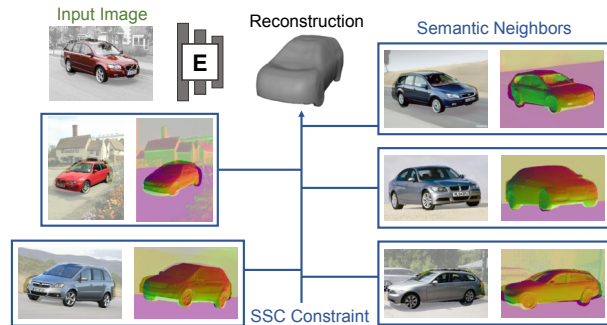 Input Image
E
Reconstruction
Semantic Neighbors
SSC Constraint